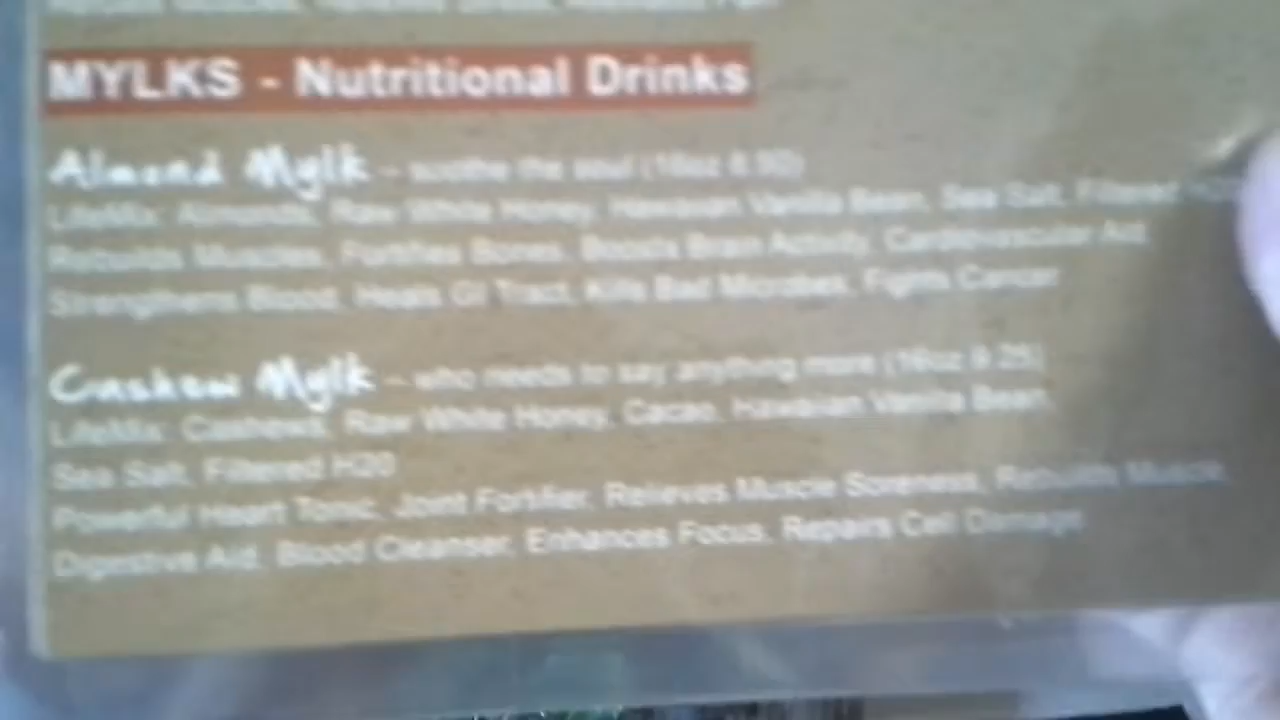 MYLKS - Nutritional Drinks
Almond Mylk - soothe the soul (16oz
LifeMix: Almonds, Raw White Honey, Hawaiian Vanilla Bean, Sea Salt, Filtered
Rebuilds Muscles, Fortifies Bones, Boosts Brain Activity, Cardiovascular Aid,
Strengthens Blood, Heals GI Tract, Kills Bad Microbes, Fights Cancer
Cashew Mylk - who needs to say anything more (16oz 9.25)
LifeMix: Cashews, Raw White Honey, Cacao, Hawaiian Vanilla Bean,
Sea Salt, Filtered H20
Powerful Heart Tonic, Joint Fortifier, Relieves Muscle Soreness, Rebuilds Muscle,
Digestive Aid, Blood Cleanser, Enhances Focus, Repairs Cell Damage